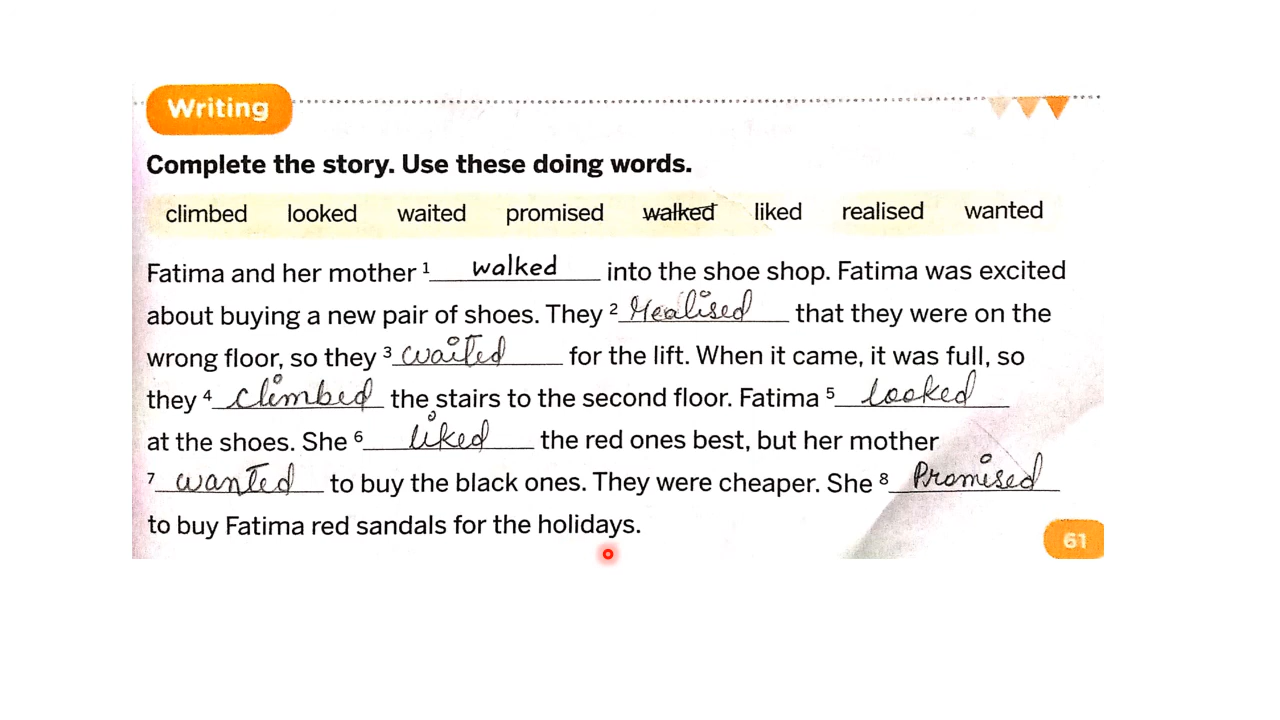 Writing
Complete the story. Use these doing words.
climbed looked waited promised walked liked realised wanted
Fatima and her mother 1 walked into the shoe shop. Fatima was excited
about buying a new pair of shoes. They 2 realised that they were on the
wrong floor, so they 3 waited for the lift. When it came, it was full, so
they 4 climbed the stairs to the second floor. Fatima 5 looked
at the shoes. She 6 liked the red ones best, but her mother
7 wanted to buy the black ones. They were cheaper. She 8 Promised
to buy Fatima red sandals for the holidays.
61